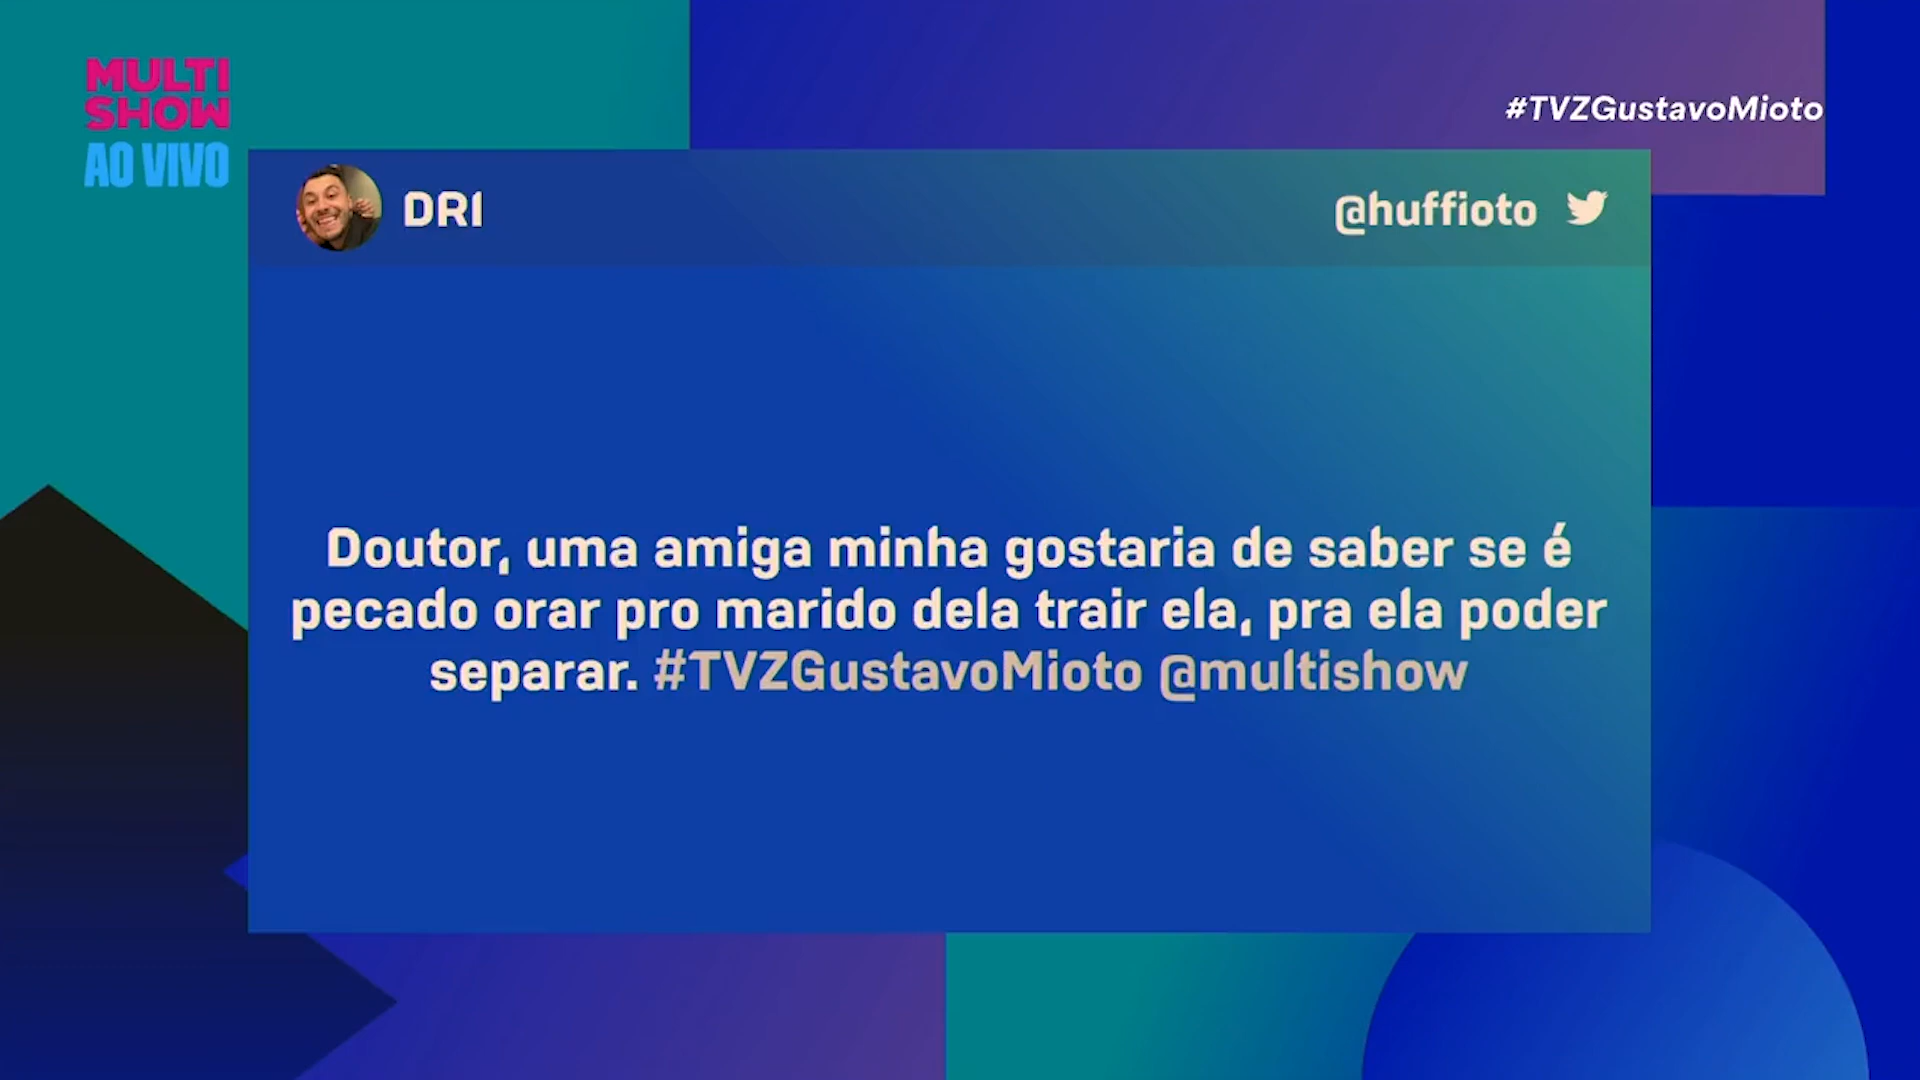 MULTI
SHOW
AO VIVO
#TVZGustavoMioto
DRI
@huffioto
Doutor, uma amiga minha gostaria de saber se é
pecado orar pro marido dela trair ela, pra ela poder
separar. #TVZGustavoMioto @multishow